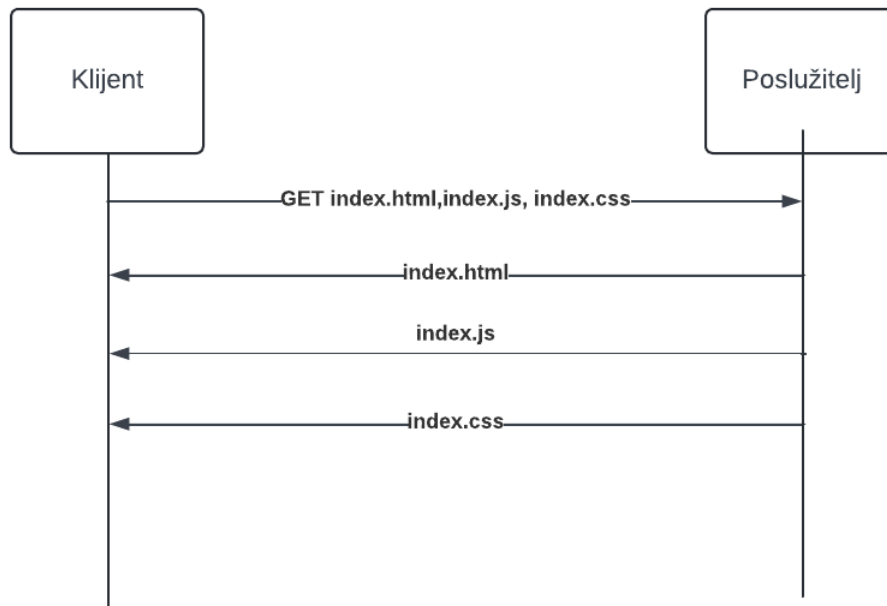 Klijent
Poslužitelj
GET index.html,index.js, index.css
index.html
index.js
index.css